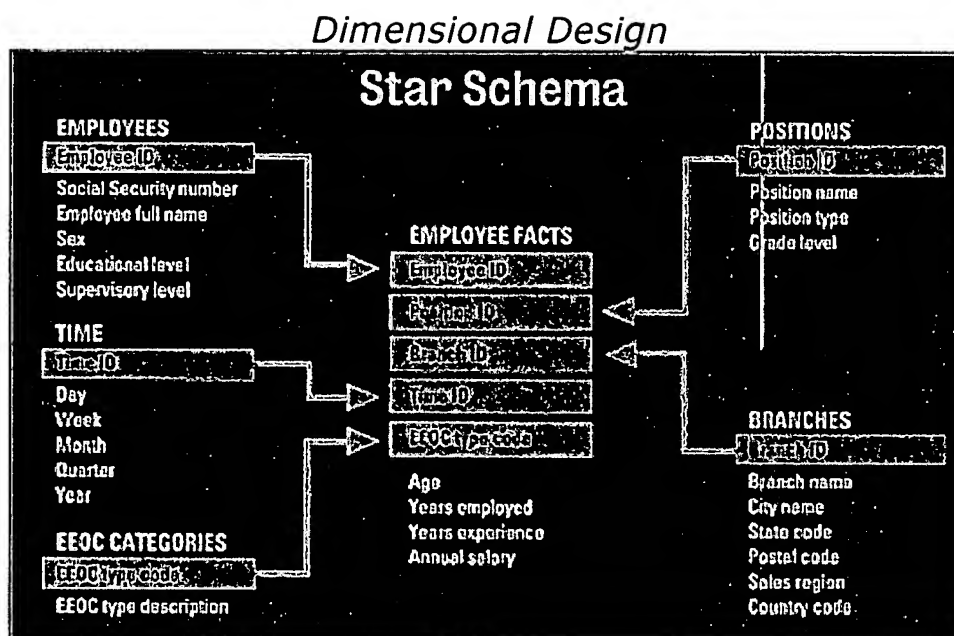 Dimensional Design
Star Schema
EMPLOYEES
Employee ID
Social Security number
Employee full name
Sex
Educational level
Supervisory level
TIME
Time ID
Day
Week
Month
Quarter
Year
EEOC CATEGORIES
EEOC type code
EEOC type description
EMPLOYEE FACTS
Employee ID
Position ID
Branch ID
Time ID
EEOC type code
Age
Years employed
Years experience
Annual salary
POSITIONS
Position ID
Position name
Position type
Grade level
BRANCHES
Branch ID
Branch name
City name
State code
Postal code
Sales region
Country code